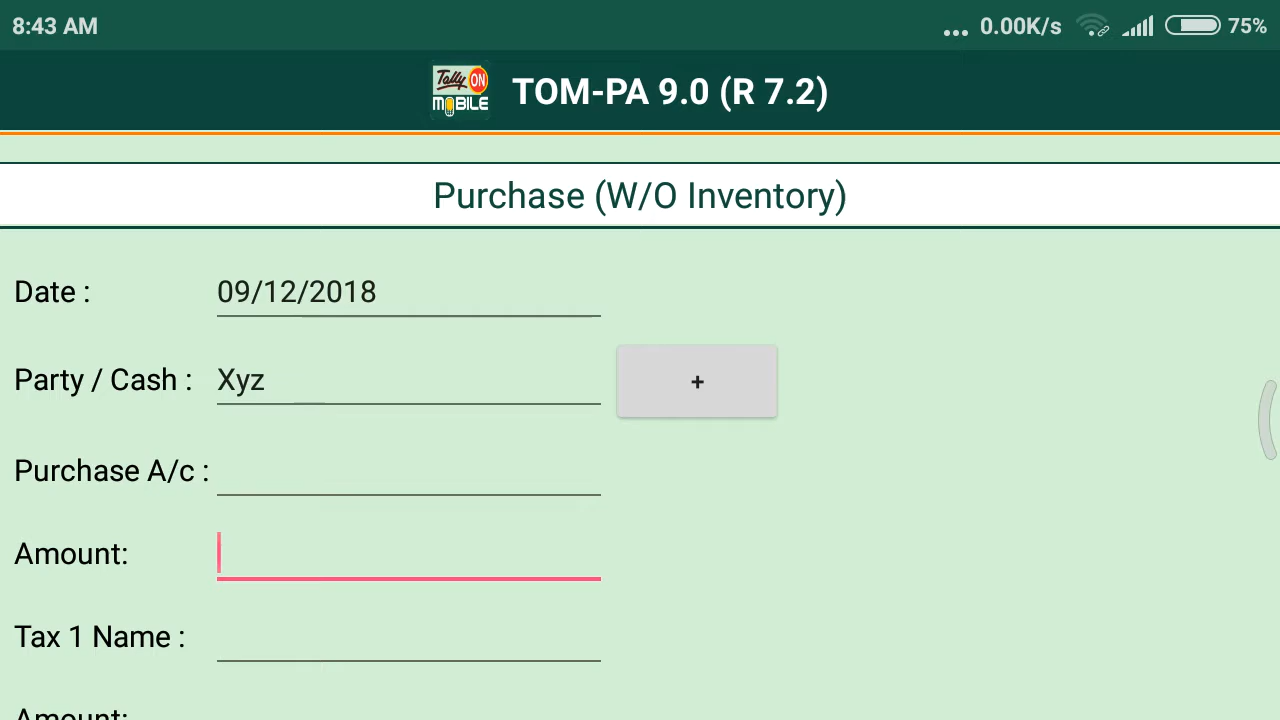 8:43 AM ... 0.00K/s 75%
Tally ON MOBILE
TOM-PA 9.0 (R 7.2)
Purchase (W/O Inventory)
Date : 09/12/2018
Party / Cash : Xyz +
Purchase A/c :
Amount:
Tax 1 Name :
Amount: